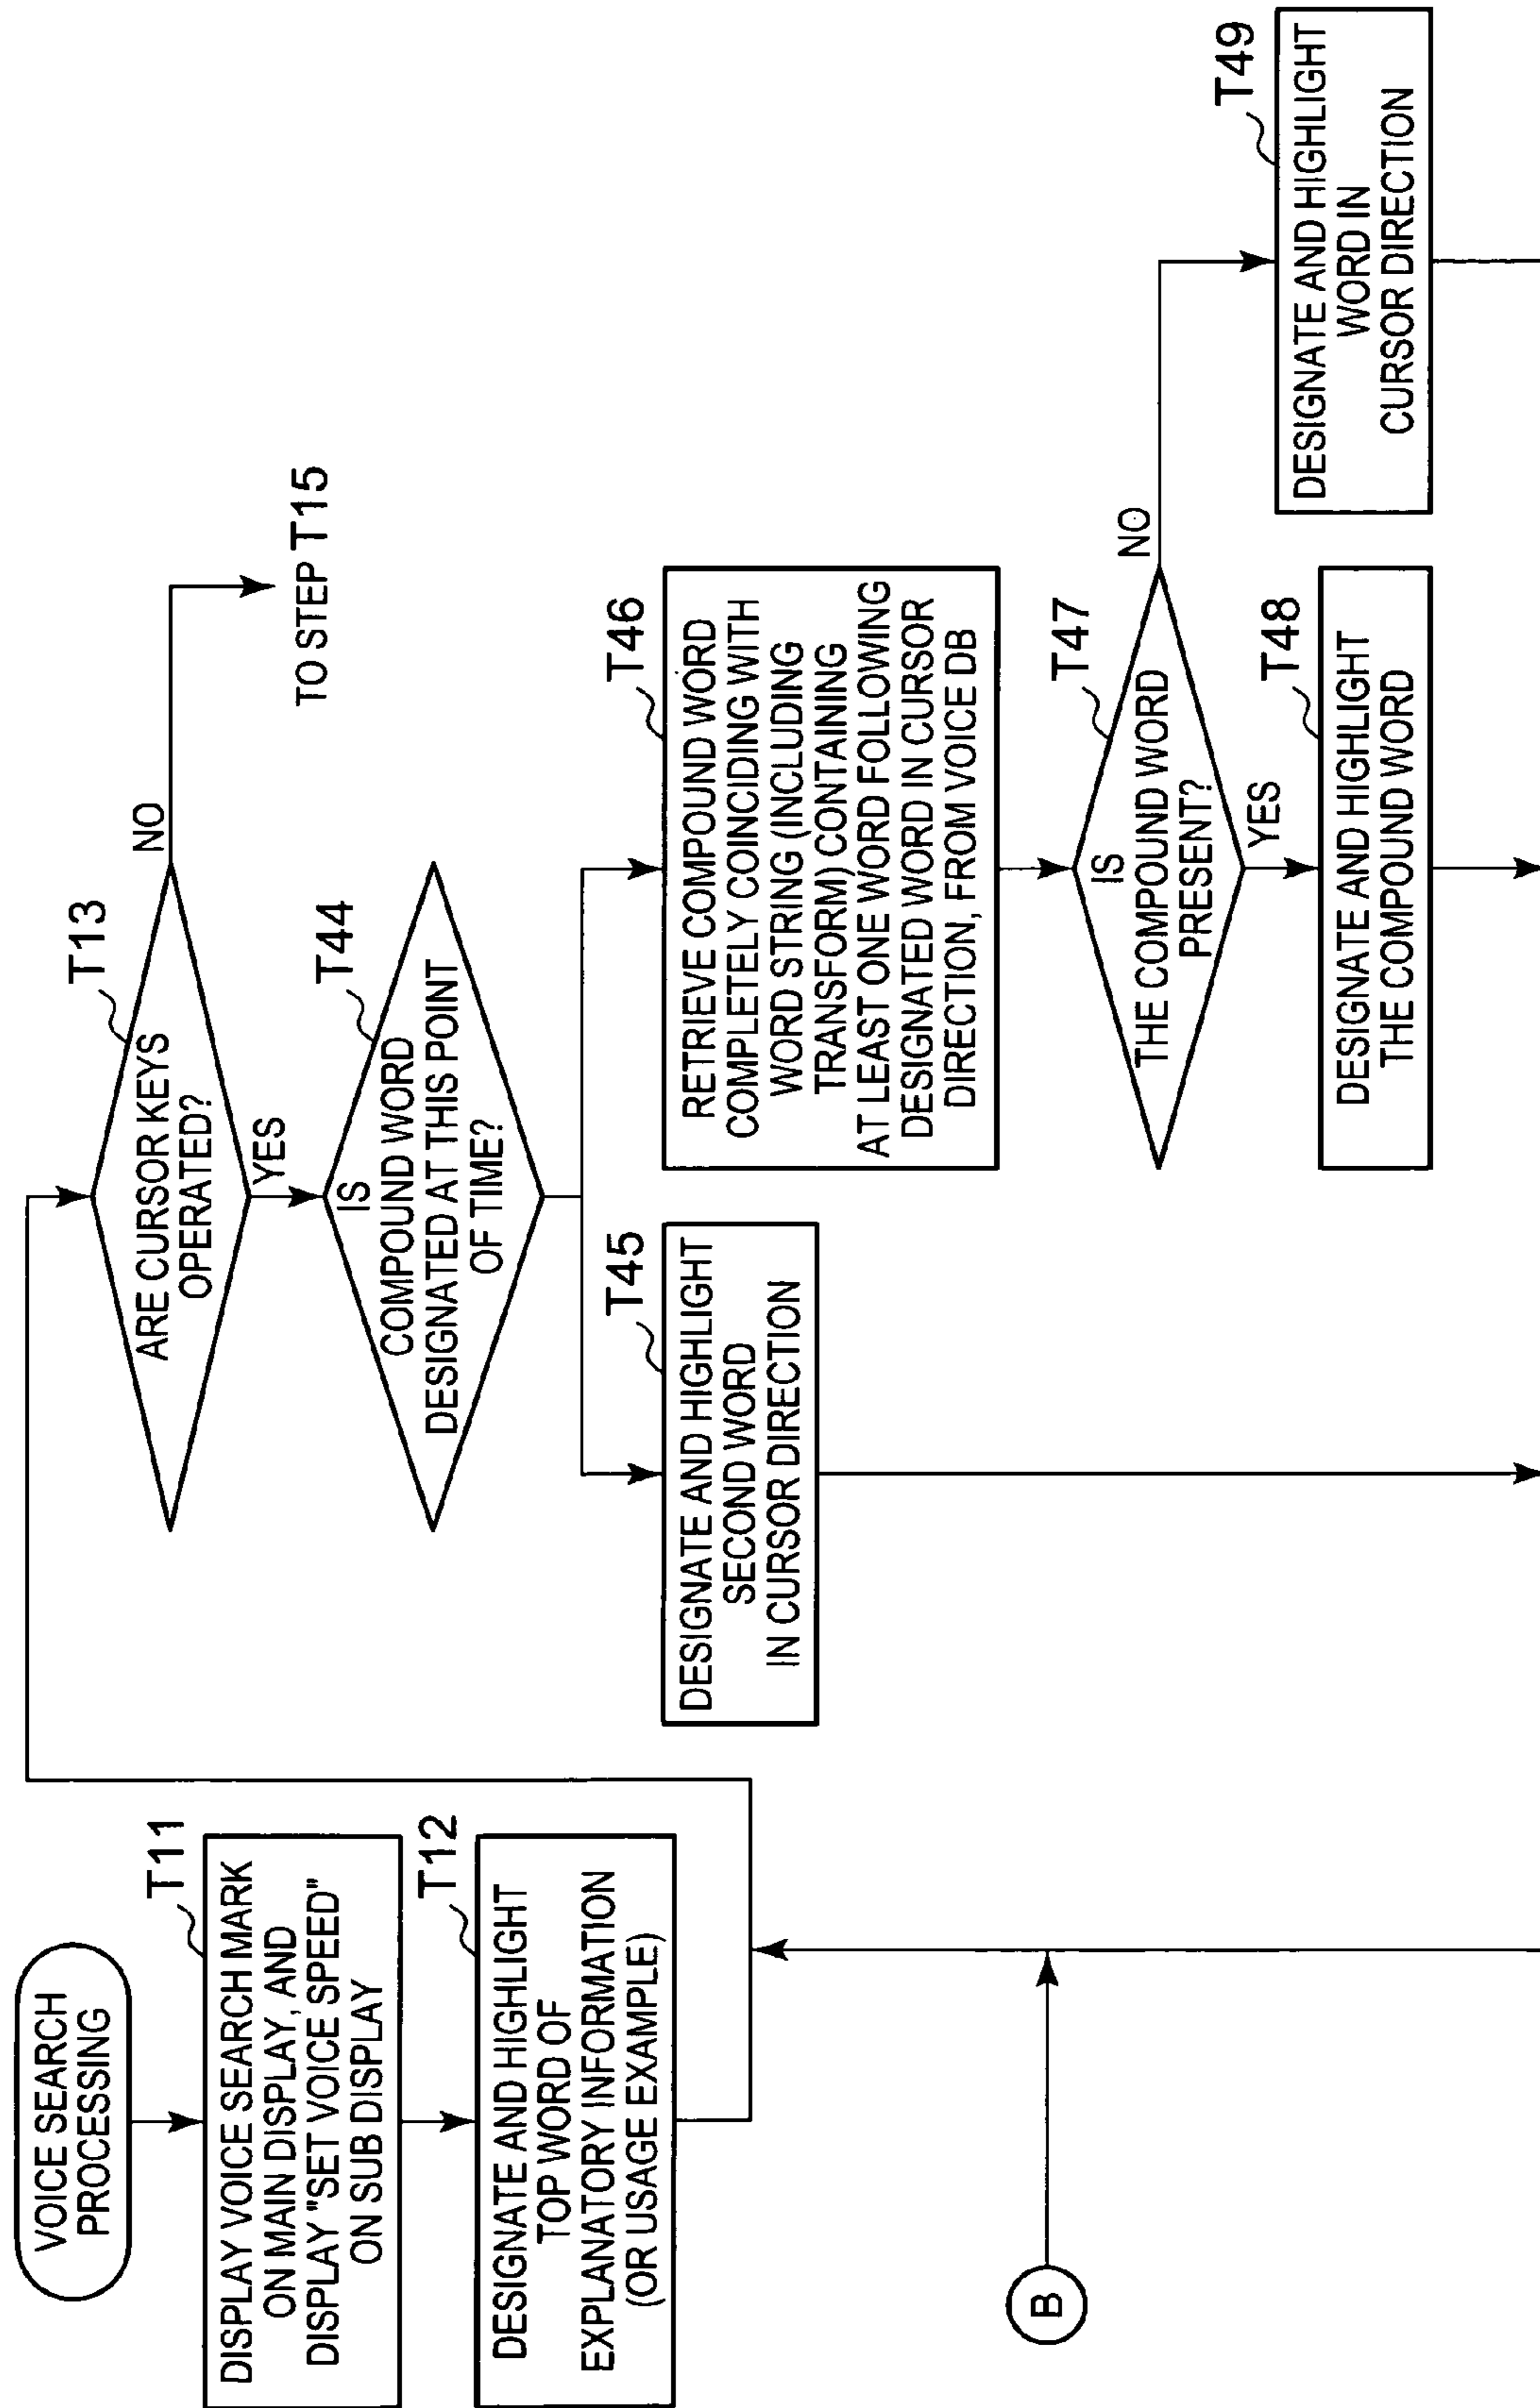 VOICE SEARCH
PROCESSING
T11
DISPLAY VOICE SEARCH MARK
ON MAIN DISPLAY, AND
DISPLAY "SET VOICE SPEED"
ON SUB DISPLAY
T12
DESIGNATE AND HIGHLIGHT
TOP WORD OF
EXPLANATORY INFORMATION
(OR USAGE EXAMPLE)
B
T13
ARE CURSOR KEYS
OPERATED?
NO
TO STEP T15
YES
T44
IS
COMPOUND WORD
DESIGNATED AT THIS POINT
OF TIME?
T45
DESIGNATE AND HIGHLIGHT
SECOND WORD
IN CURSOR DIRECTION
T46
RETRIEVE COMPOUND WORD
COMPLETELY COINCIDING WITH
WORD STRING (INCLUDING
TRANSFORM) CONTAINING
AT LEAST ONE WORD FOLLOWING
DESIGNATED WORD IN CURSOR
DIRECTION, FROM VOICE DB
T47
IS
THE COMPOUND WORD
PRESENT?
NO
YES
T48
DESIGNATE AND HIGHLIGHT
THE COMPOUND WORD
T49
DESIGNATE AND HIGHLIGHT
WORD IN
CURSOR DIRECTION